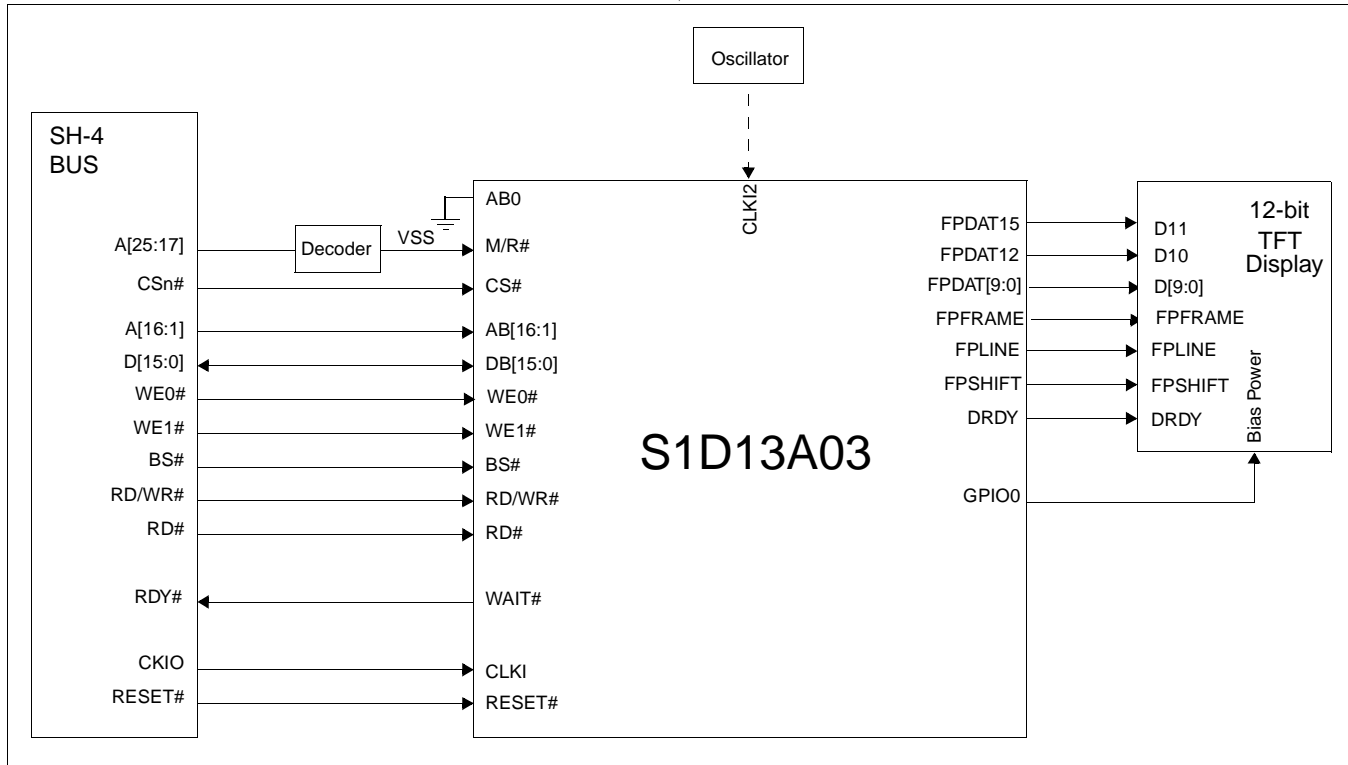 Oscillator
SH-4
BUS
A[25:17]
CSn#
A[16:1]
D[15:0]
WE0#
WE1#
BS#
RD/WR#
RD#
RDY#
CKIO
RESET#
Decoder
VSS
AB0
M/R#
CS#
AB[16:1]
DB[15:0]
WE0#
WE1#
BS#
RD/WR#
RD#
WAIT#
CLKI
RESET#
CLKI2
S1D13A03
FPDAT15
FPDAT12
FPDAT[9:0]
FPFRAME
FPLINE
FPSHIFT
DRDY
GPIO0
12-bit
TFT
Display
D11
D10
D[9:0]
FPFRAME
FPLINE
FPSHIFT
DRDY
Bias Power